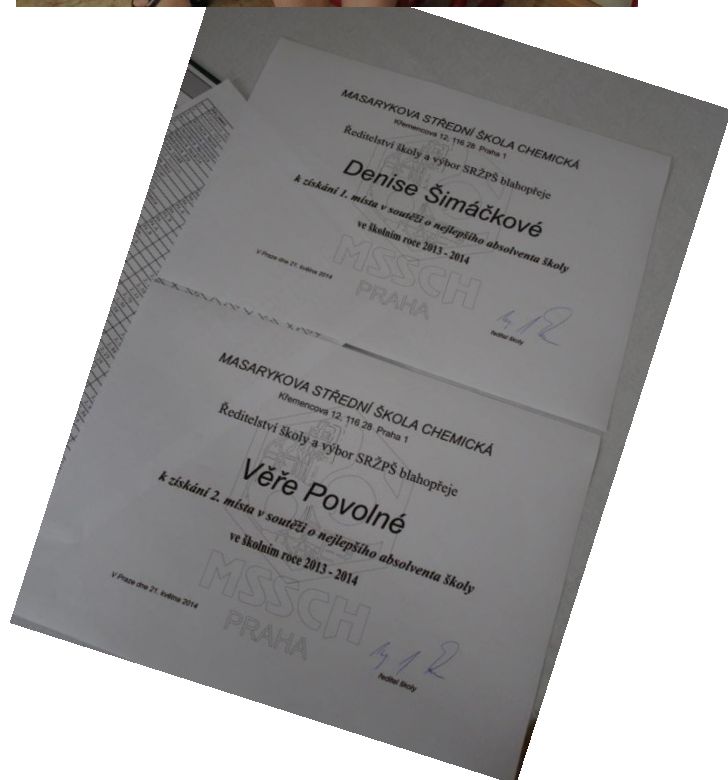 MASARYKOVA STŘEDNÍ ŠKOLA CHEMICKÁ
Křemencova 12, 116 28 Praha 1
Ředitelství školy a výbor SRŽPŠ blahopřeje
Denise Šimáčkové
k získání 1. místa v soutěži o nejlepšího absolventa školy
ve školním roce 2013 - 2014
MSSCH
PRAHA
V Praze dne 21. května 2014
ředitel školy
MASARYKOVA STŘEDNÍ ŠKOLA CHEMICKÁ
Křemencova 12, 116 28 Praha 1
Ředitelství školy a výbor SRŽPŠ blahopřeje
Věře Povolné
k získání 2. místa v soutěži o nejlepšího absolventa školy
ve školním roce 2013 - 2014
MSSCH
PRAHA
V Praze dne 21. května 2014
ředitel školy